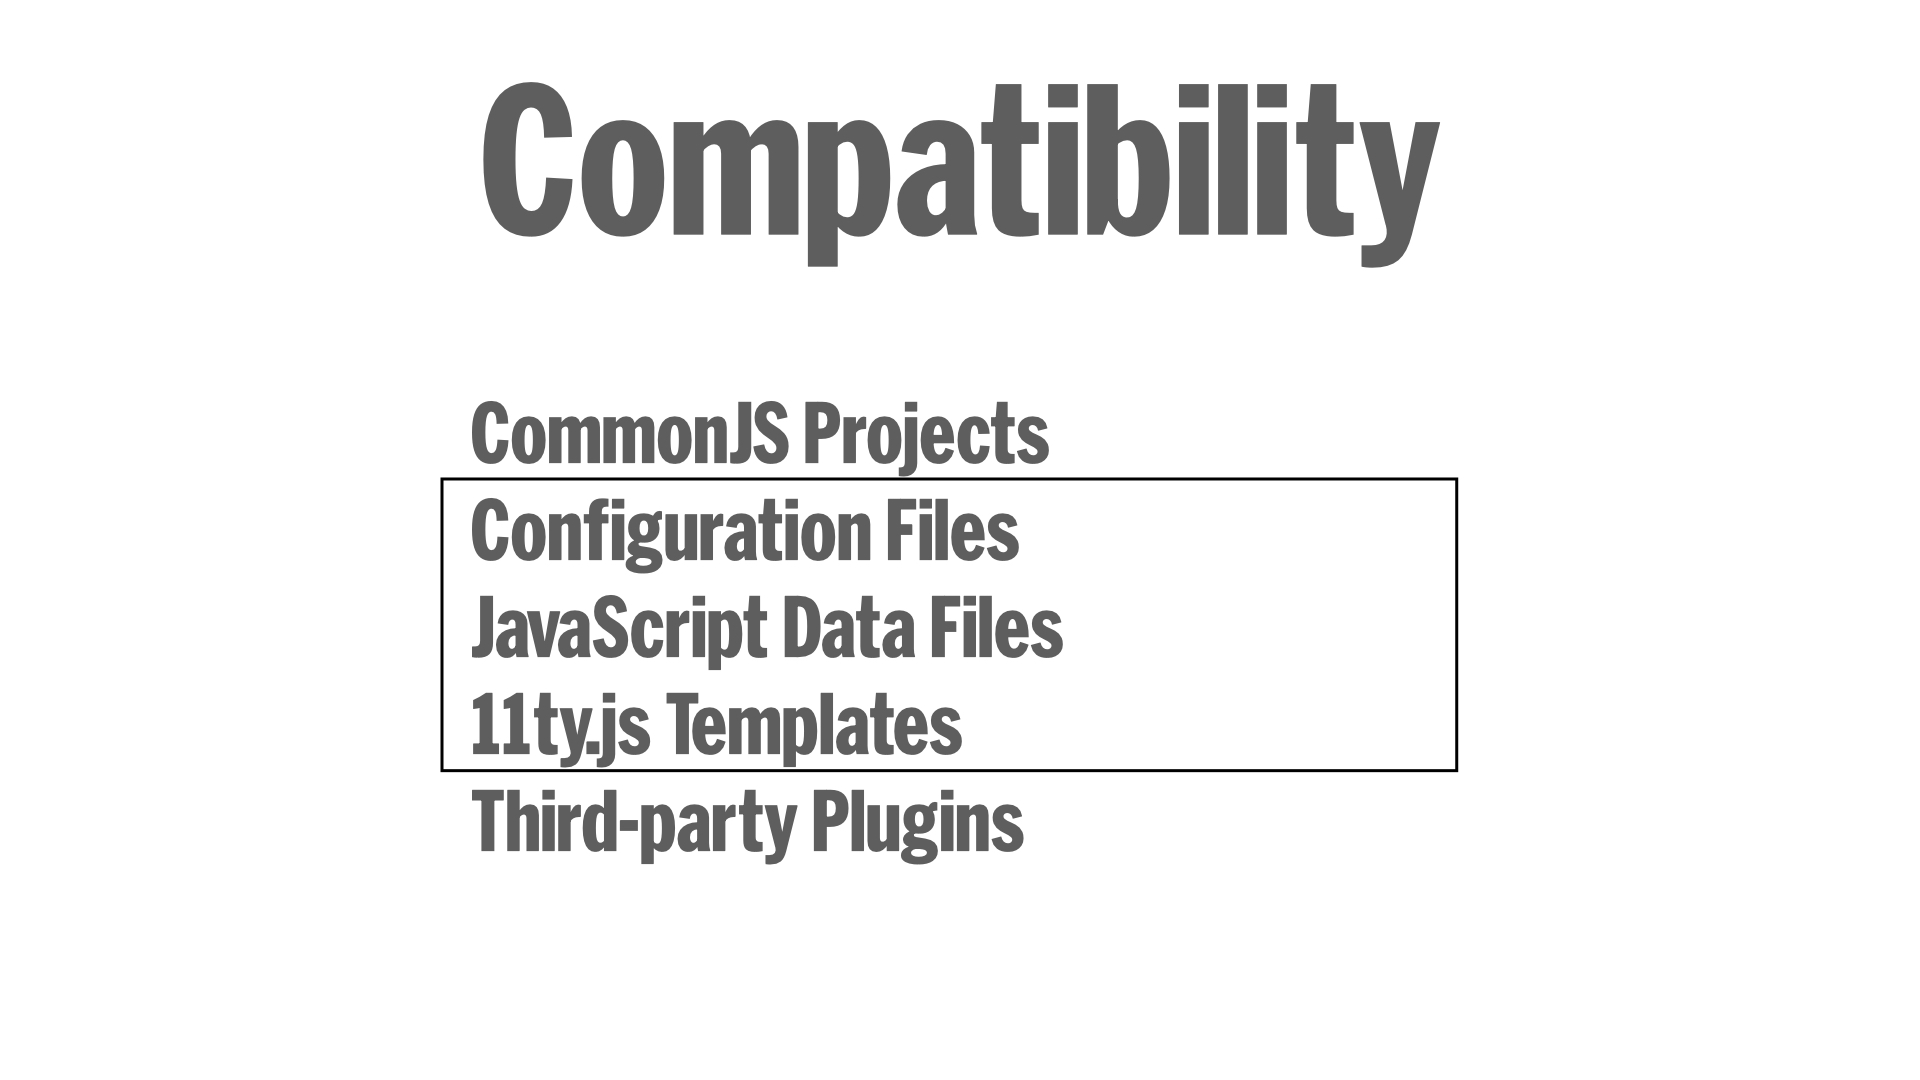 Compatibility
CommonJS Projects
Configuration Files
JavaScript Data Files
11ty.js Templates
Third-party Plugins